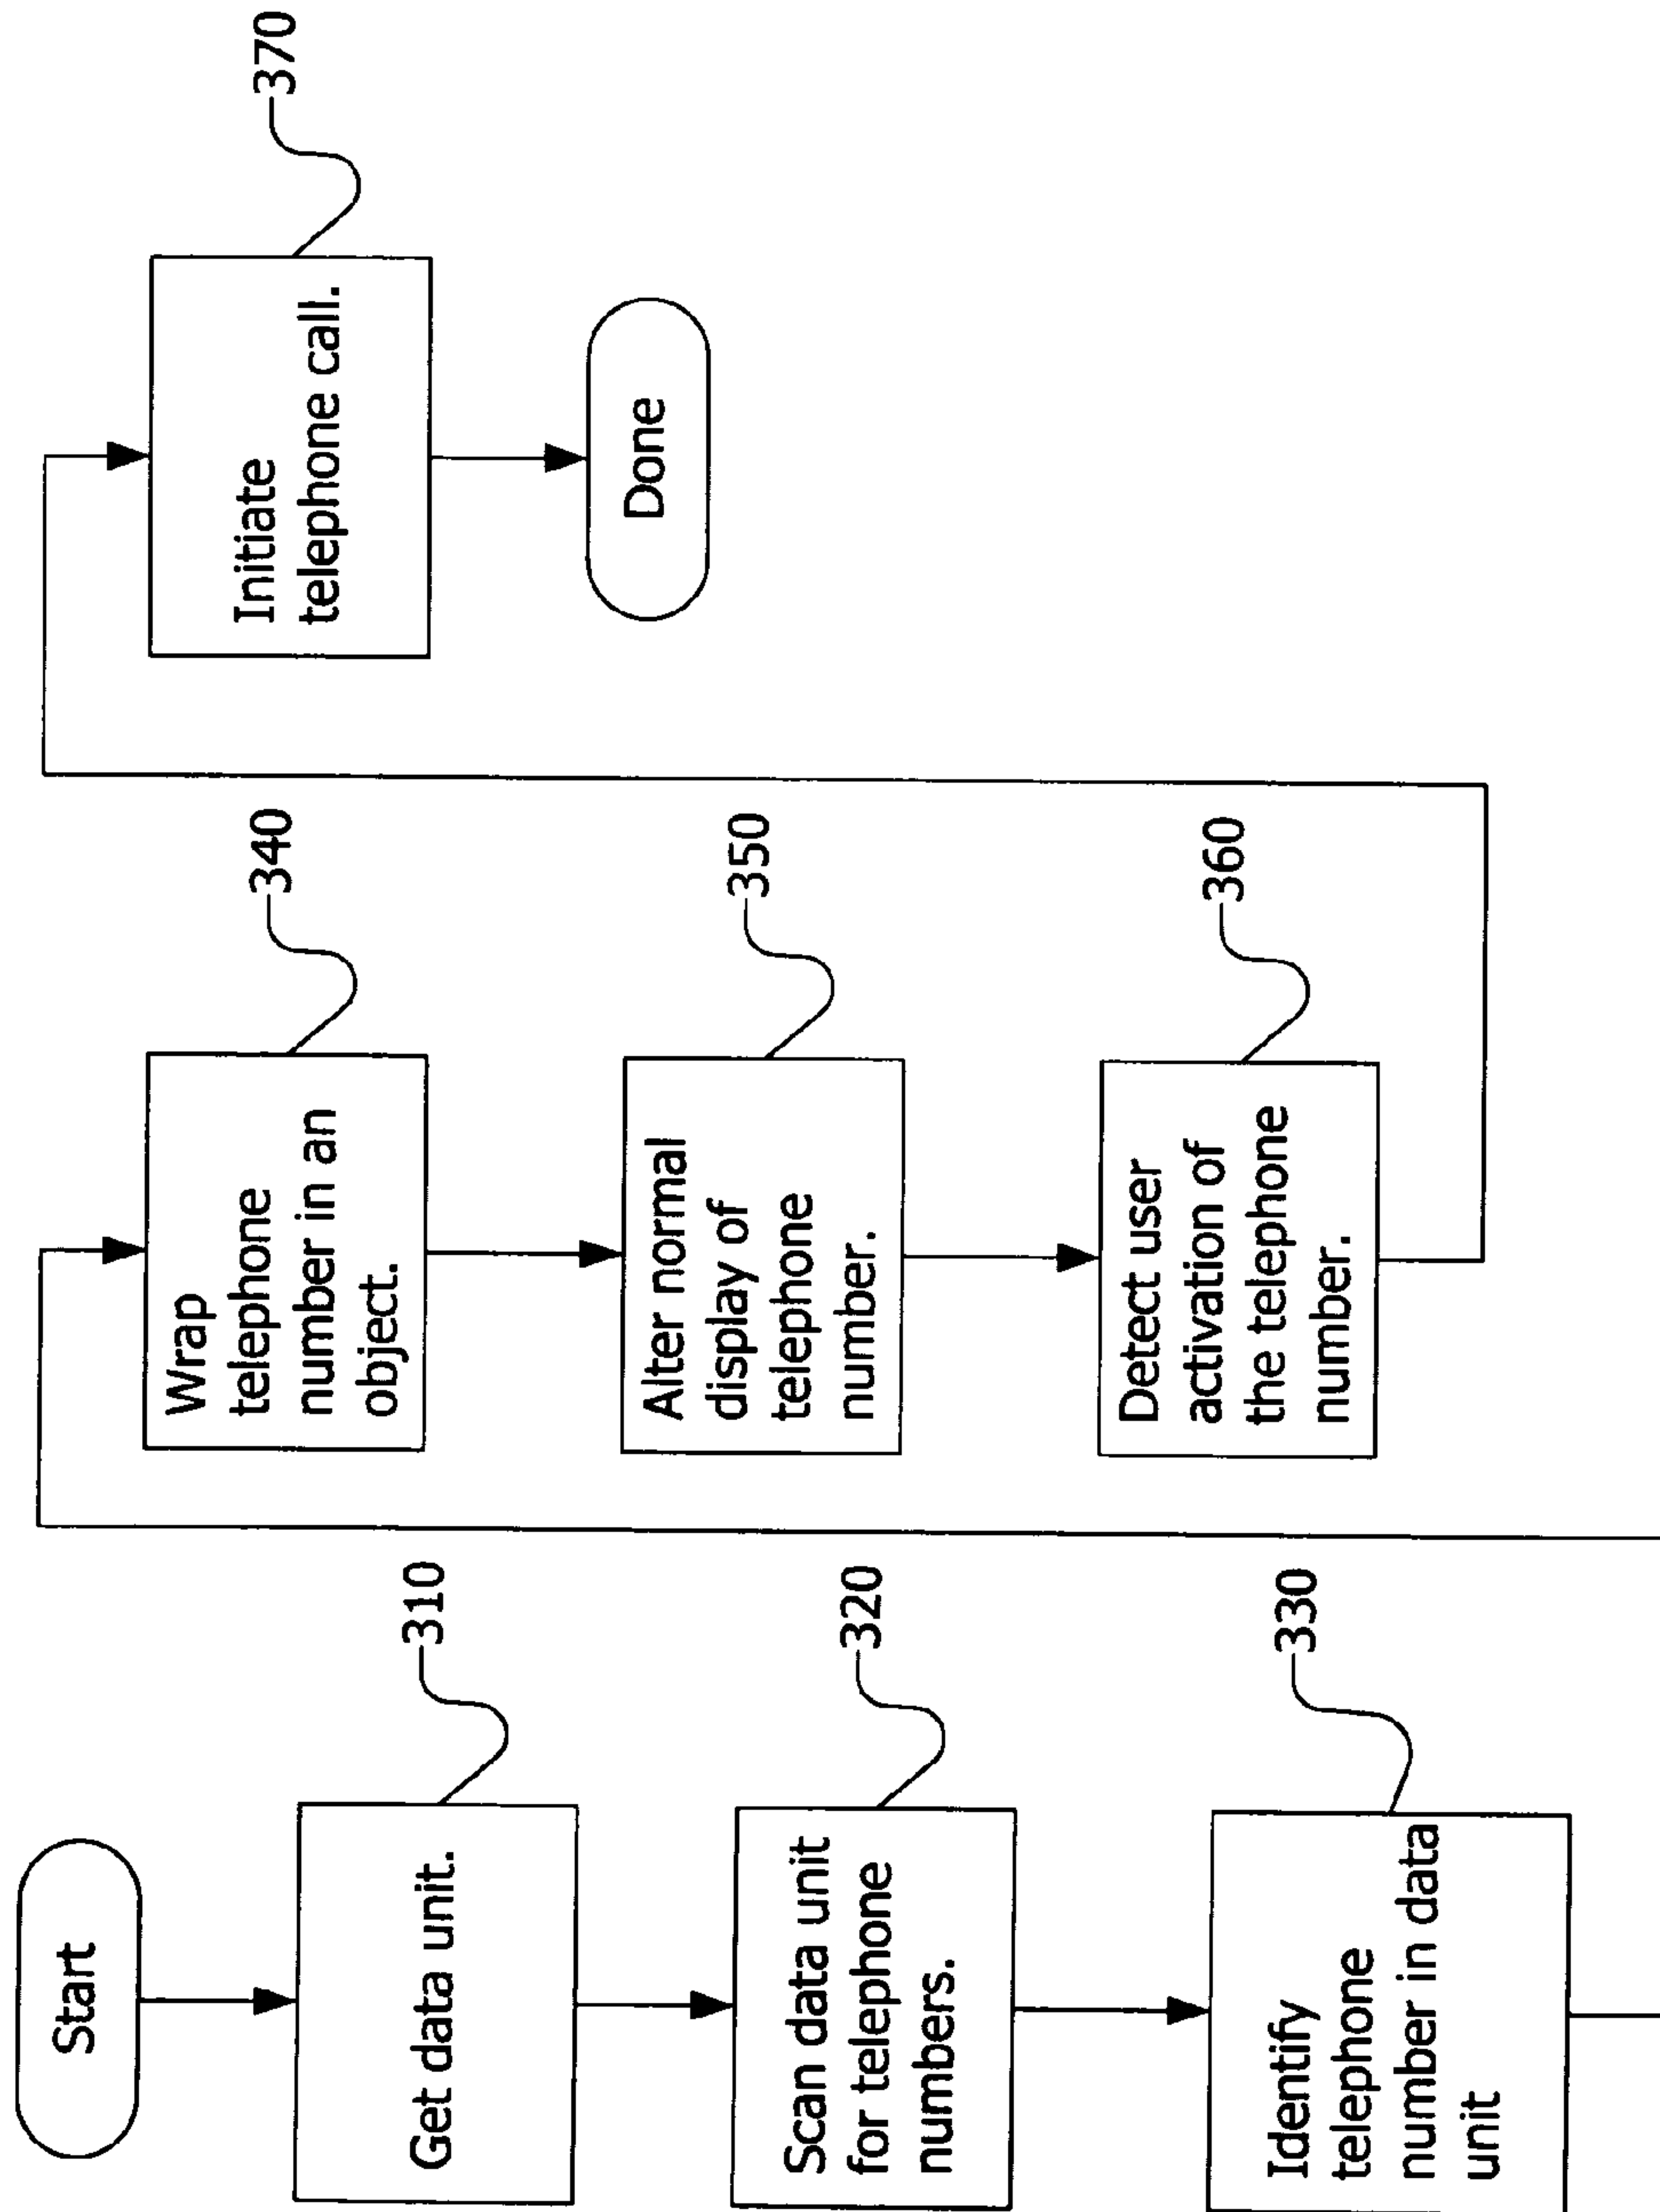 Start
Get data unit.
310
Scan data unit
for telephone
numbers.
320
Identify
telephone
number in data
unit
330
Wrap
telephone
number in an
object.
340
Alter normal
display of
telephone
number.
350
Detect user
activation of
the telephone
number.
360
Initiate
telephone call.
370
Done